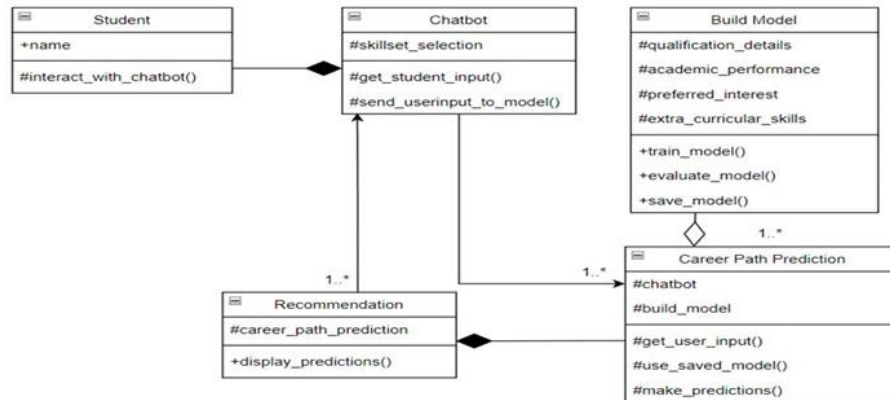 Student
+name
#interact_with_chatbot()
Chatbot
#skillset_selection
#get_student_input()
#send_userinput_to_model()
Build Model
#qualification_details
#academic_performance
#preferred_interest
#extra_curricular_skills
+train_model()
+evaluate_model()
+save_model()
1..*
1..*
1..*
Career Path Prediction
#chatbot
#build_model
#get_user_input()
#use_saved_model()
#make_predictions()
Recommendation
#career_path_prediction
+display_predictions()